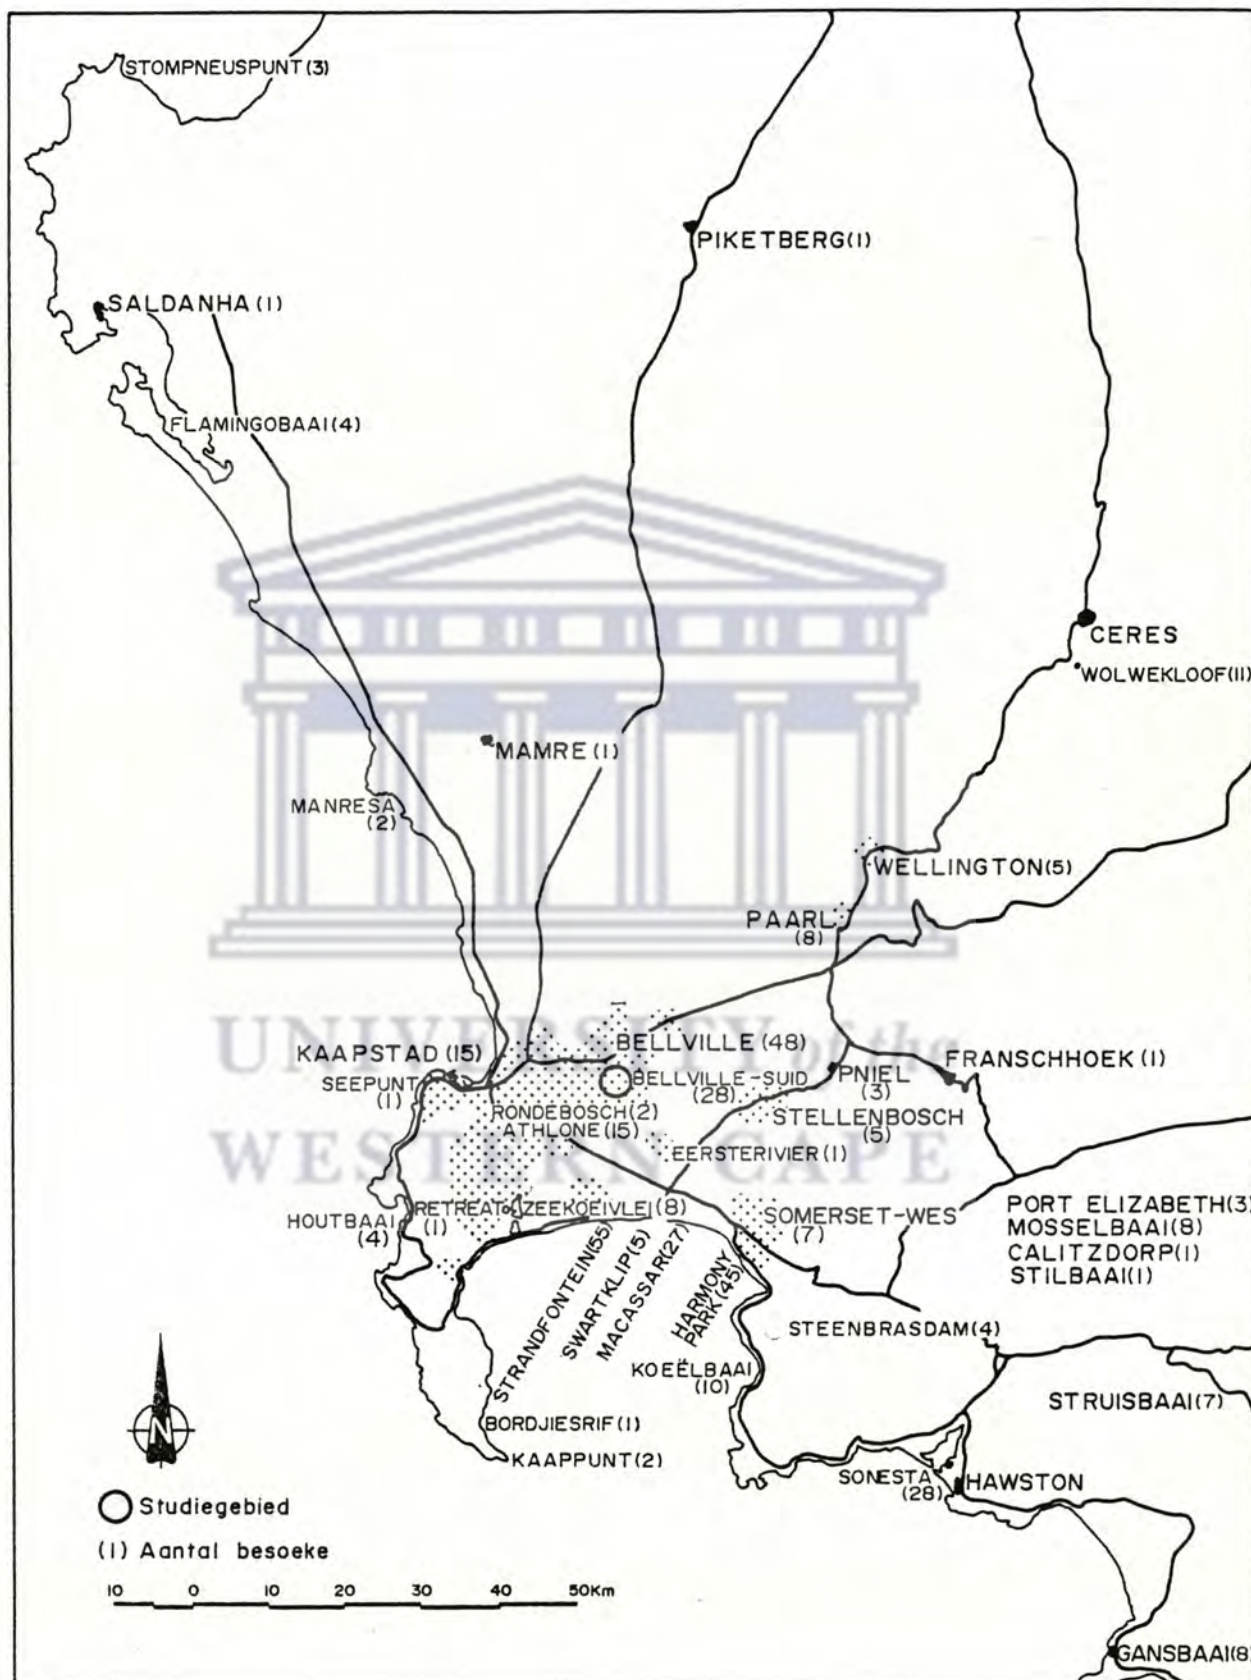 STOMPNEUSPUNT (3)
PIKETBERG(1)
SALDANHA (1)
FLAMINGOBAAI(4)
CERES
WOLWEKLOOF(11)
MAMRE (1)
MANRESA
(2)
WELLINGTON(5)
PAARL
(8)
UNIVERSITY of the
WESTERN CAPE
BELLVILLE (48)
KAAPSTAD (15)
SEEPUNT
(1)
BELLVILLE-SUID
(28)
PNIEL
(3)
FRANSCHHOEK (1)
RONDEBOSCH(2)
ATHLONE (15)
STELLENBOSCH
(5)
EERSTERIVIER (1)
HOUTBAAI
(4)
RETREAT
(1)
ZEEKOEIVLEI (8)
SOMERSET-WES
(7)
PORT ELIZABETH(3)
MOSSELBAAI(8)
CALITZDORP(1)
STILBAAI(1)
STRANDFONTEIN(55)
SWARTKLIP(5)
MACASSAR(27)
HARMONY
PARK(45)
KOEËLBAAI
(10)
STEENBRASDAM(4)
STRUISBAAI(7)
BORDJIESRIF(1)
KAAPPUNT(2)
SONESTA
(28)
HAWSTON
GANSBAAI(8)
N
Studiegebied
(1) Aantal besoeke
10 0 10 20 30 40 50Km